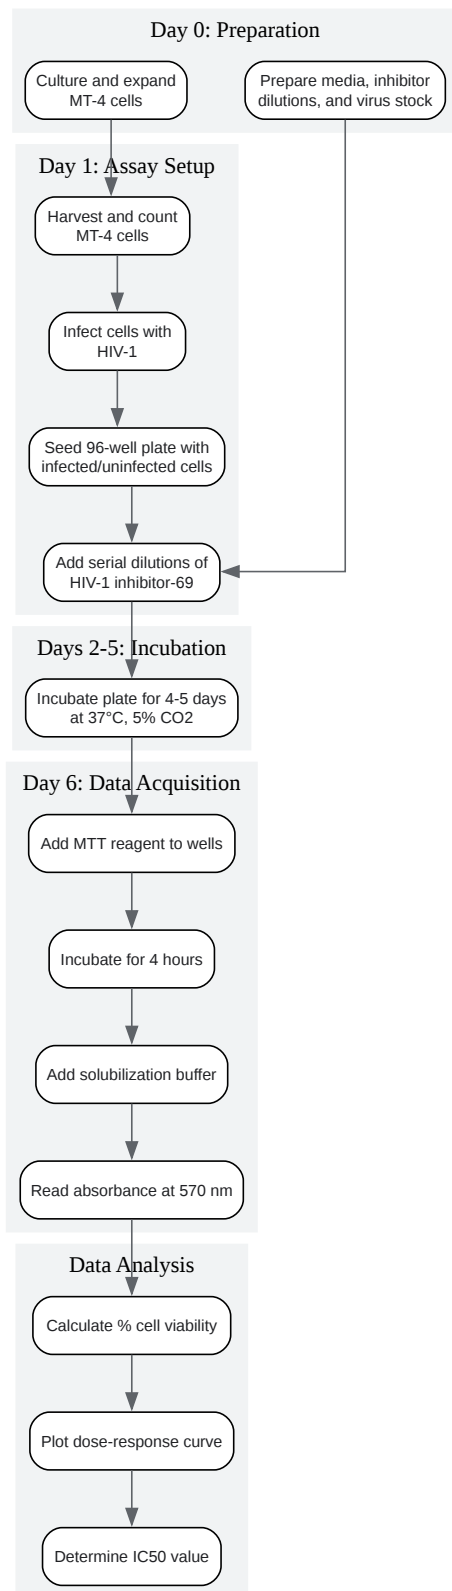 Day 0: Preparation
Culture and expand
MT-4 cells
Prepare media, inhibitor
dilutions, and virus stock
Day 1: Assay Setup
Harvest and count
MT-4 cells
Infect cells with
HIV-1
Seed 96-well plate with
infected/uninfected cells
Add serial dilutions of
HIV-1 inhibitor-69
Days 2-5: Incubation
Incubate plate for 4-5 days
at 37°C, 5% CO2
Day 6: Data Acquisition
Add MTT reagent to wells
Incubate for 4 hours
Add solubilization buffer
Read absorbance at 570 nm
Data Analysis
Calculate % cell viability
Plot dose-response curve
Determine IC50 value